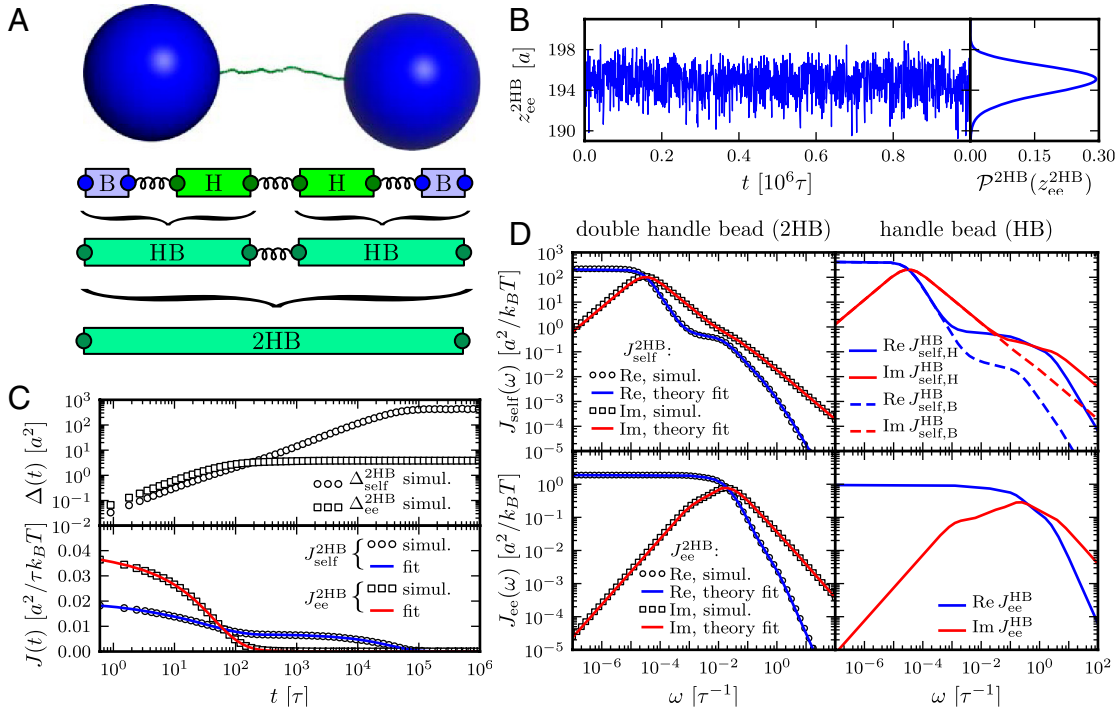 A
B H H B
HB HB
2HB
B
z_ee^2HB [a]
198
194
190
0.0 0.2 0.4 0.6 0.8 0.00 0.15 0.30
t [10^6 τ]
P^2HB(z_ee^2HB)
C
Δ(t) [a^2]
10^3
10^2
10^1
10^0
10^-1
10^-2
Δ_self^2HB simul.
Δ_ee^2HB simul.
J(t) [a^2/τk_BT]
0.04
0.03
0.02
0.01
0.00
J_self^2HB { simul.
fit
J_ee^2HB { simul.
fit
10^0 10^1 10^2 10^3 10^4 10^5 10^6
t [τ]
D
double handle bead (2HB) handle bead (HB)
J_self(ω) [a^2/k_BT]
10^3
10^2
10^1
10^0
10^-1
10^-2
10^-3
10^-4
10^-5
J_self^2HB:
Re, simul.
Re, theory fit
Im, simul.
Im, theory fit
Re J_self,H^HB
Im J_self,H^HB
Re J_self,B^HB
Im J_self,B^HB
J_ee(ω) [a^2/k_BT]
10^0
10^-1
10^-2
10^-3
10^-4
10^-5
J_ee^2HB:
Re, simul.
Re, theory fit
Im, simul.
Im, theory fit
Re J_ee^HB
Im J_ee^HB
10^-6 10^-4 10^-2 10^0 10^-6 10^-4 10^-2 10^0 10^2
ω [τ^-1] ω [τ^-1]